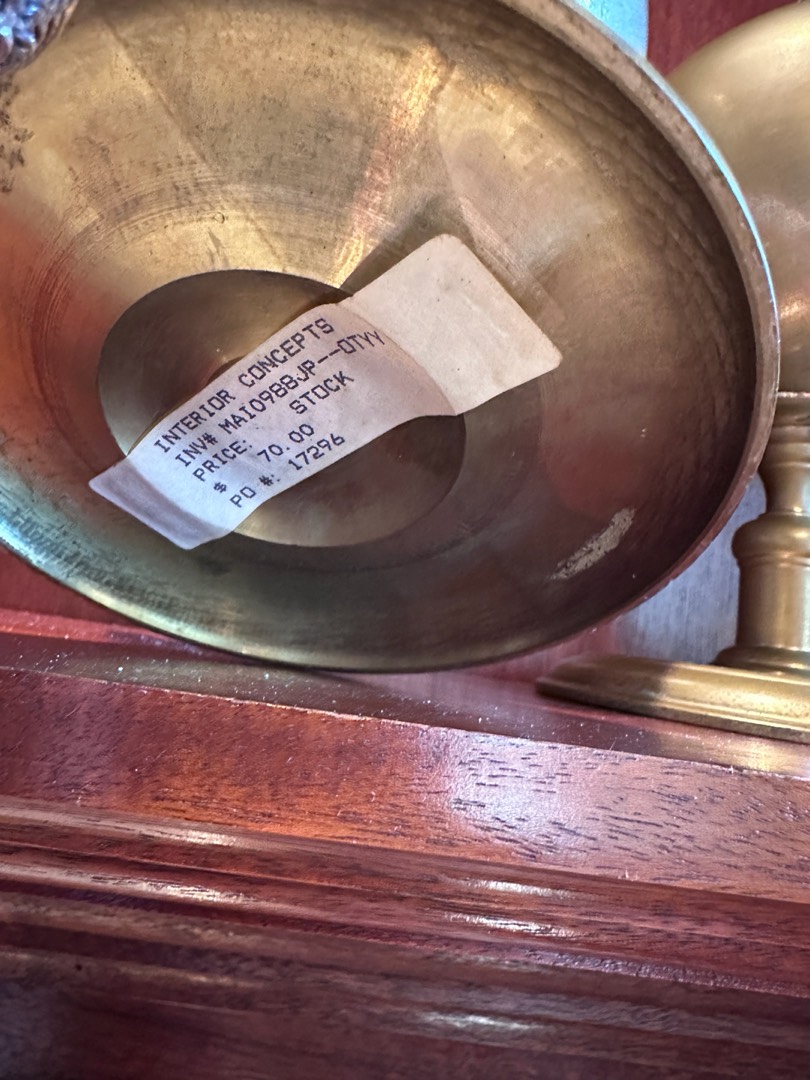 INTERIOR CONCEPTS
INV# MAI0988JP--OTYY
PRICE: STOCK
$ 70.00
PO #: 17296